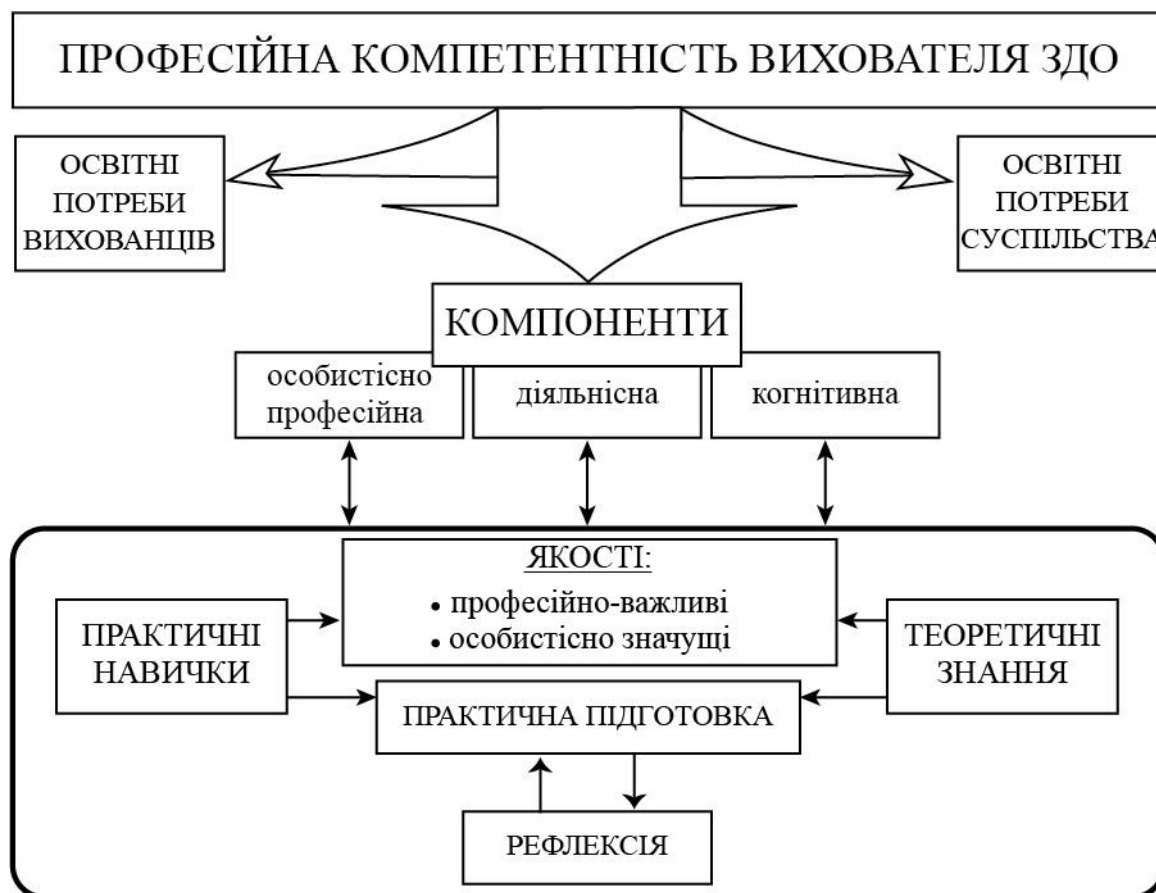 ПРОФЕСІЙНА КОМПЕТЕНТНІСТЬ ВИХОВАТЕЛЯ ЗДО
ОСВІТНІ
ПОТРЕБИ
ВИХОВАНЦІВ
ОСВІТНІ
ПОТРЕБИ
СУСПІЛЬСТВА
КОМПОНЕНТИ
особистісно
професійна
діяльнісна
когнітивна
ЯКОСТІ:
• професійно-важливі
• особистісно значущі
ПРАКТИЧНІ
НАВИЧКИ
ТЕОРЕТИЧНІ
ЗНАННЯ
ПРАКТИЧНА ПІДГОТОВКА
РЕФЛЕКСІЯ